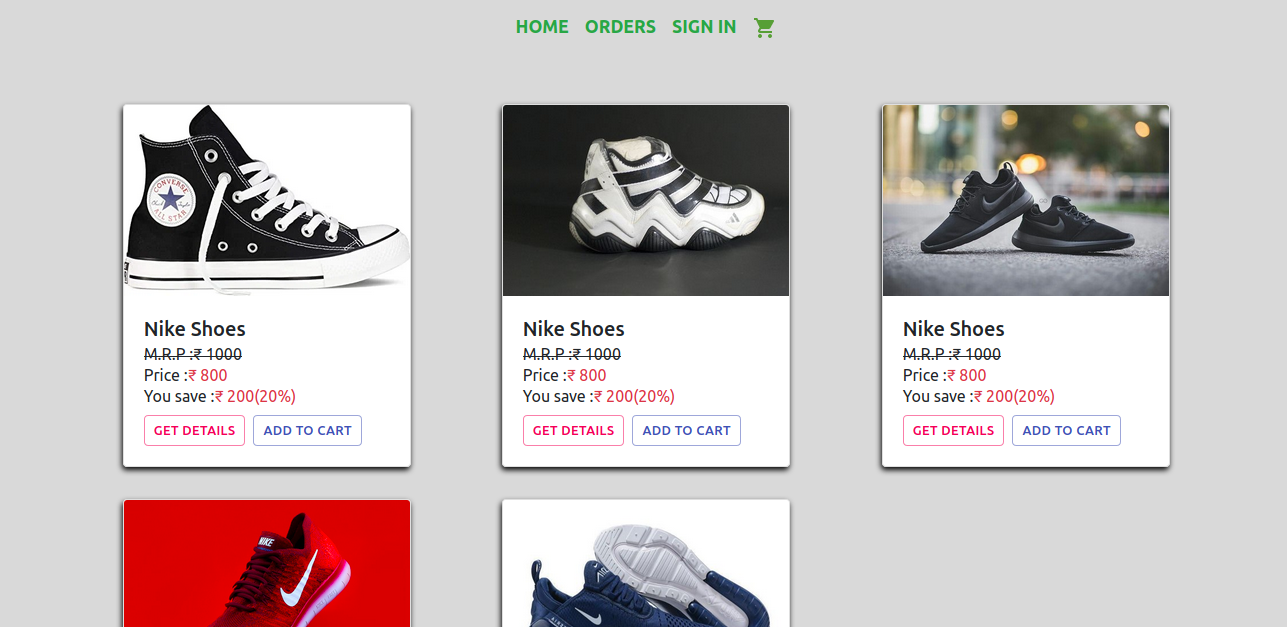 HOME ORDERS SIGN IN
CONVERSE
ALL STAR
Nike Shoes
M.R.P :₹ 1000
Price :₹ 800
You save :₹ 200(20%)
GET DETAILS ADD TO CART
Nike Shoes
M.R.P :₹ 1000
Price :₹ 800
You save :₹ 200(20%)
GET DETAILS ADD TO CART
Nike Shoes
M.R.P :₹ 1000
Price :₹ 800
You save :₹ 200(20%)
GET DETAILS ADD TO CART
NIKE
AIR